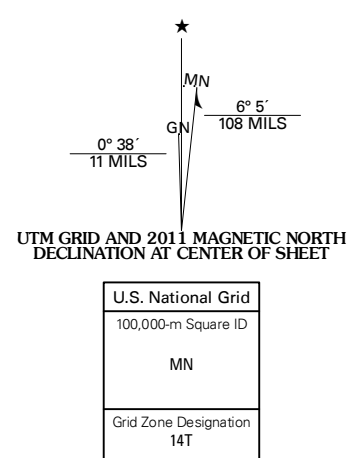 ★
MN
GN
6° 5´
108 MILS
0° 38´
11 MILS
UTM GRID AND 2011 MAGNETIC NORTH
DECLINATION AT CENTER OF SHEET
U.S. National Grid
100,000-m Square ID
MN
Grid Zone Designation
14T